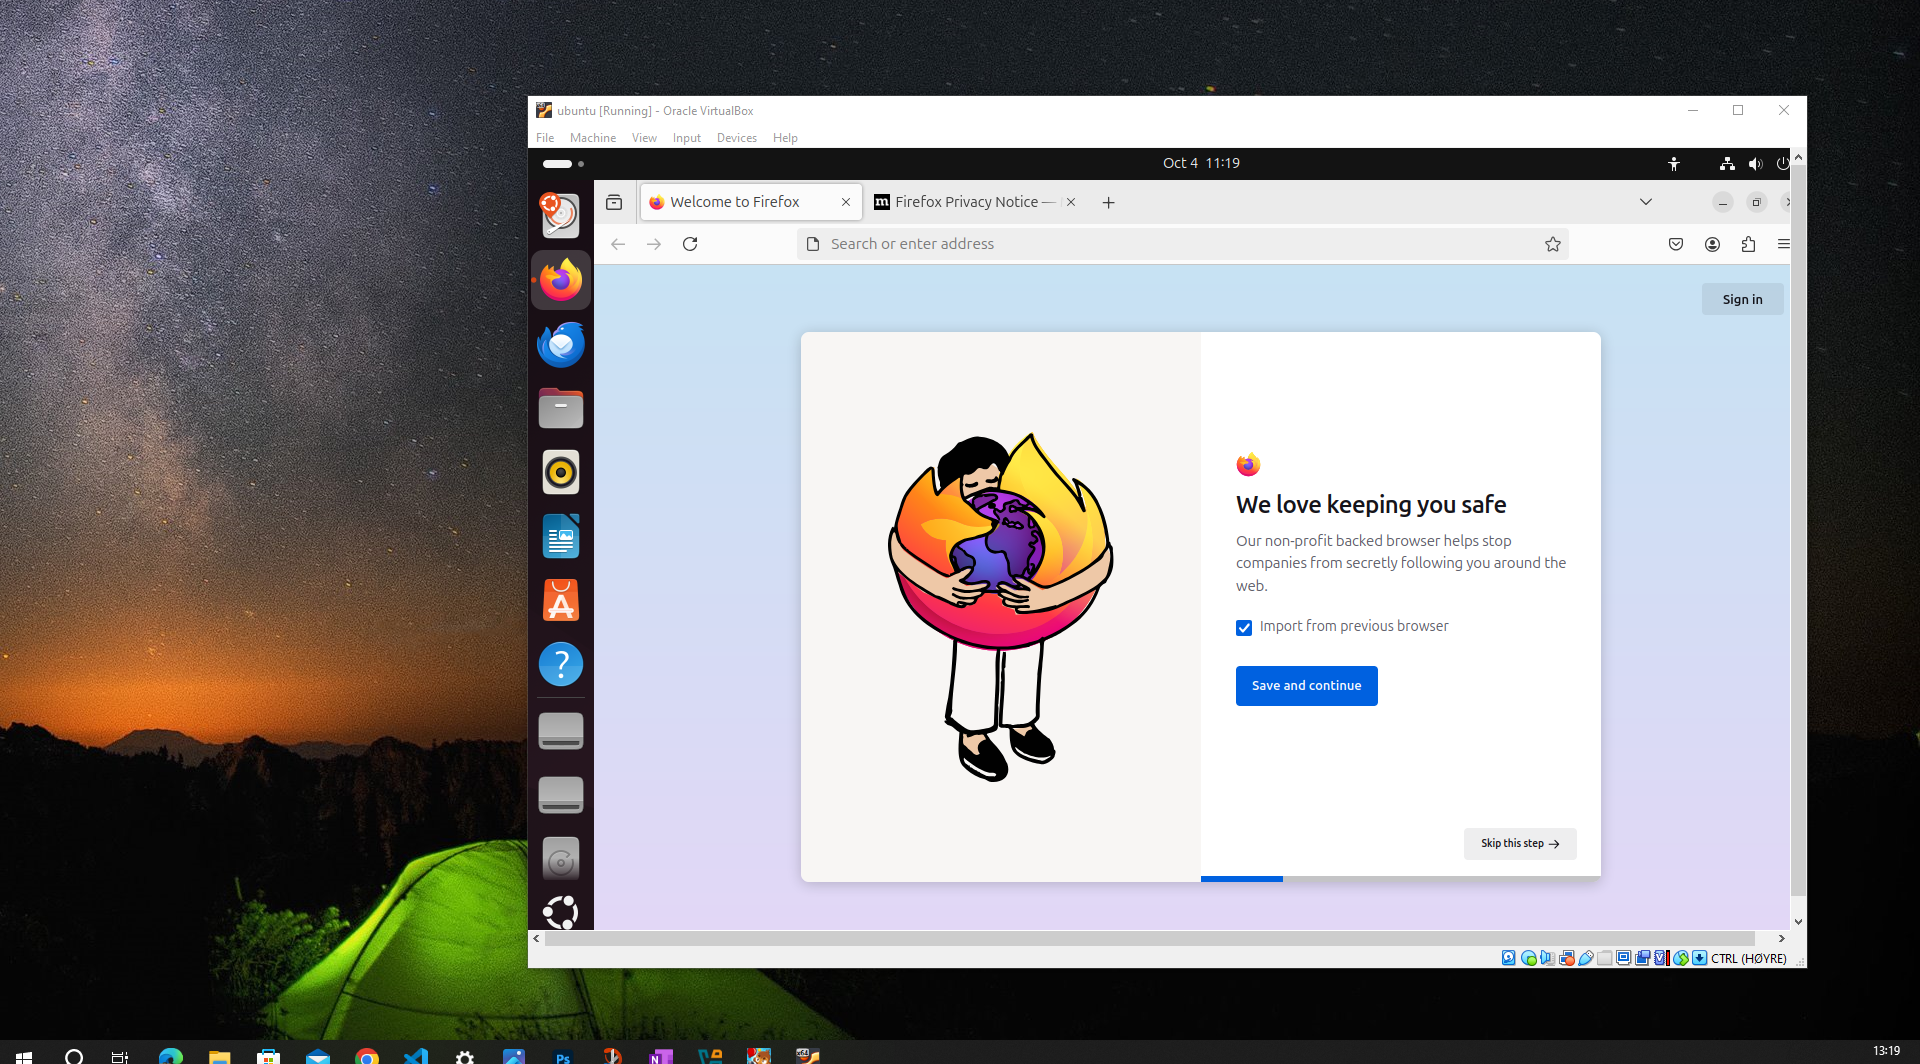 ubuntu [Running] - Oracle VirtualBox
File Machine View Input Devices Help
Oct 4 11:19
Welcome to Firefox
Firefox Privacy Notice —
Search or enter address
Sign in
We love keeping you safe
Our non-profit backed browser helps stop
companies from secretly following you around the
web.
Import from previous browser
Save and continue
Skip this step →
CTRL (HØYRE)
13:19